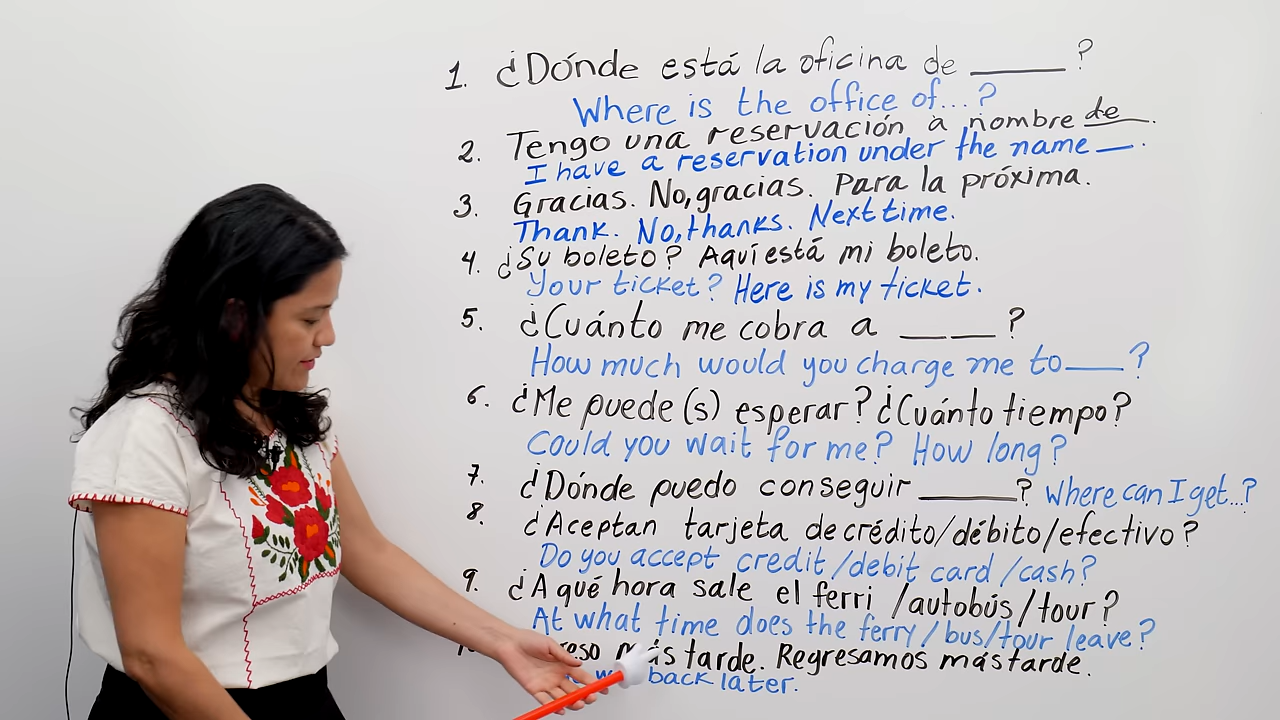 1. ¿Dónde está la oficina de _____ ?
Where is the office of...?
2. Tengo una reservación a nombre de__.
I have a reservation under the name __.
3. Gracias. No, gracias. Para la próxima.
Thank. No, thanks. Next time.
4. ¿Su boleto? Aquí está mi boleto.
Your ticket? Here is my ticket.
5. ¿Cuánto me cobra a ___ ___ ?
How much would you charge me to ___?
6. ¿Me puede(s) esperar? ¿Cuánto tiempo?
Could you wait for me? How long?
7. ¿Dónde puedo conseguir _____? Where can I get...?
8. ¿Aceptan tarjeta de crédito/débito/efectivo?
Do you accept credit/debit card/cash?
9. ¿A qué hora sale el ferri /autobús/tour?
At what time does the ferry/bus/tour leave?
más tarde. Regresamos más tarde.
back later.